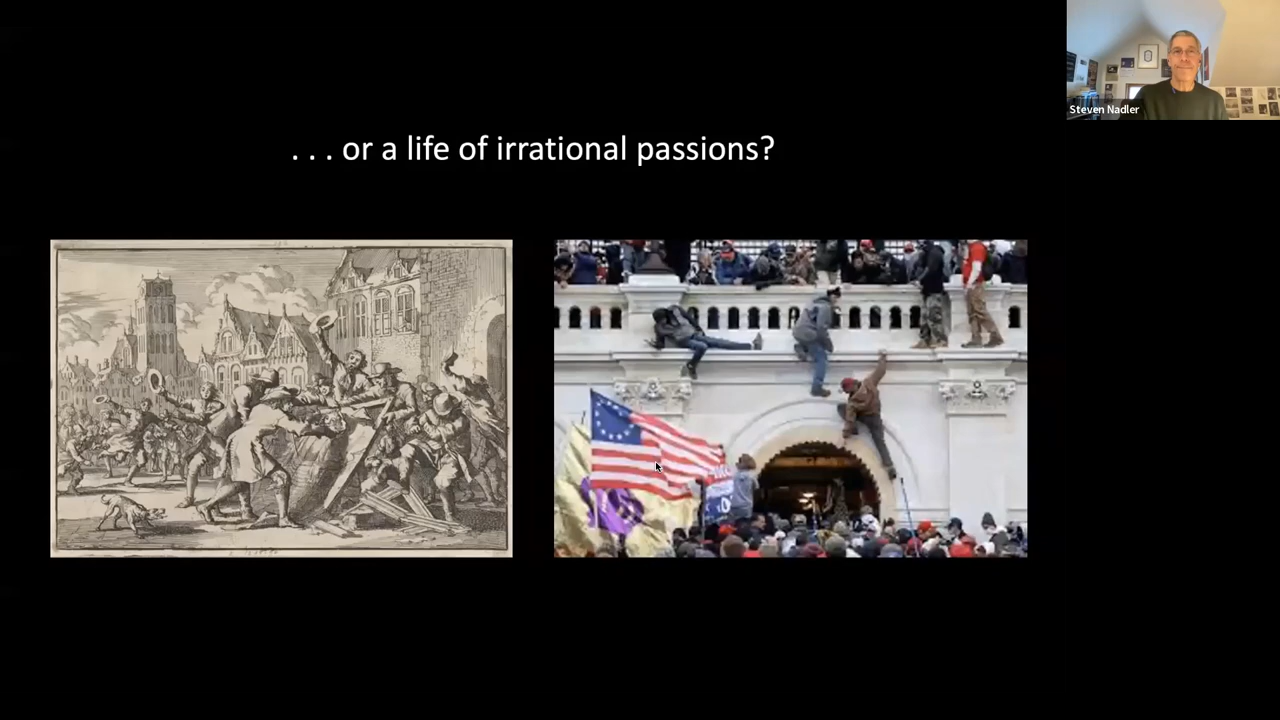 . . . or a life of irrational passions?
Steven Nadler